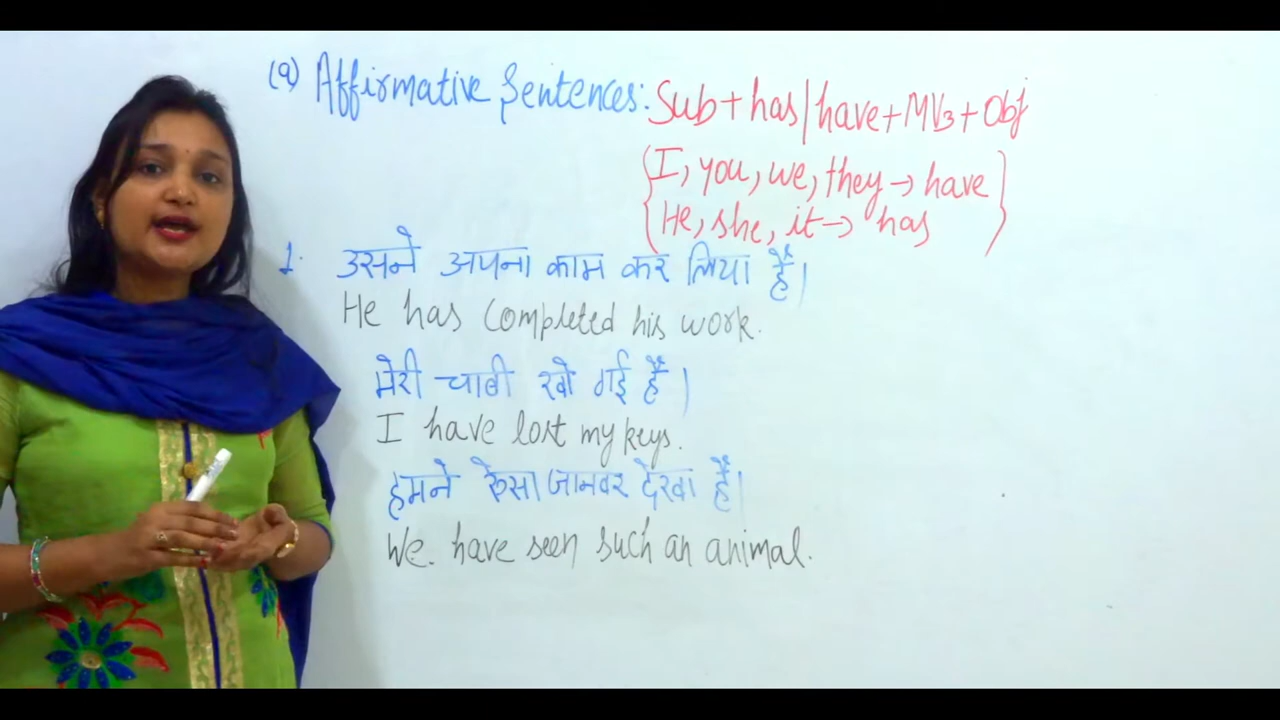 (a) Affirmative Sentences: Sub + has/have + MV3 + Obj
{I, you, we, they → have}
{He, she, it → has}
1. उसने अपना काम कर लिया है।
He has completed his work.
मेरी चाबी खो गई है।
I have lost my keys.
हमने ऐसा जानवर देखा है।
We have seen such an animal.